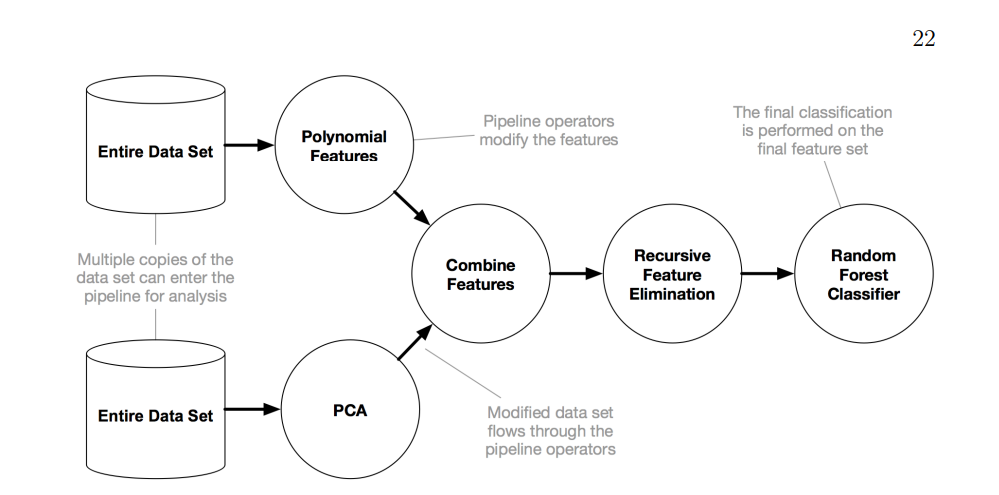 22
Entire Data Set
Polynomial
Features
Pipeline operators
modify the features
The final classification
is performed on the
final feature set
Multiple copies of the
data set can enter the
pipeline for analysis
Combine
Features
Recursive
Feature
Elimination
Random
Forest
Classifier
Entire Data Set
PCA
Modified data set
flows through the
pipeline operators